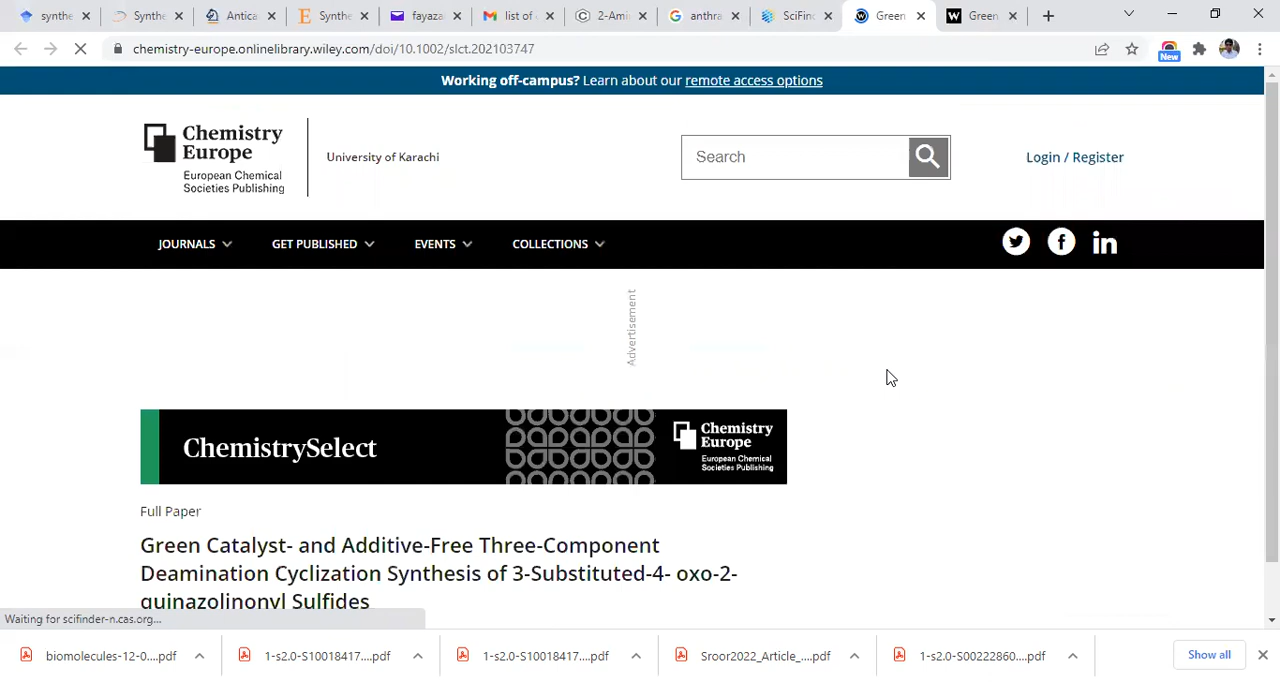 synthe
Synthe
Antica
Synthe
fayaza
list of
2-Ami
anthra
SciFinc
Green
Green
chemistry-europe.onlinelibrary.wiley.com/doi/10.1002/slct.202103747
New
Working off-campus? Learn about our remote access options
Chemistry
Europe
European Chemical
Societies Publishing
University of Karachi
Search
Login / Register
JOURNALS
GET PUBLISHED
EVENTS
COLLECTIONS
Advertisement
ChemistrySelect
Chemistry
Europe
European Chemical
Societies Publishing
Full Paper
Green Catalyst- and Additive-Free Three-Component
Deamination Cyclization Synthesis of 3-Substituted-4- oxo-2-
quinazolinonyl Sulfides
Waiting for scifinder-n.cas.org...
biomolecules-12-0....pdf
1-s2.0-S10018417....pdf
1-s2.0-S10018417....pdf
Sroor2022_Article_....pdf
1-s2.0-S00222860....pdf
Show all